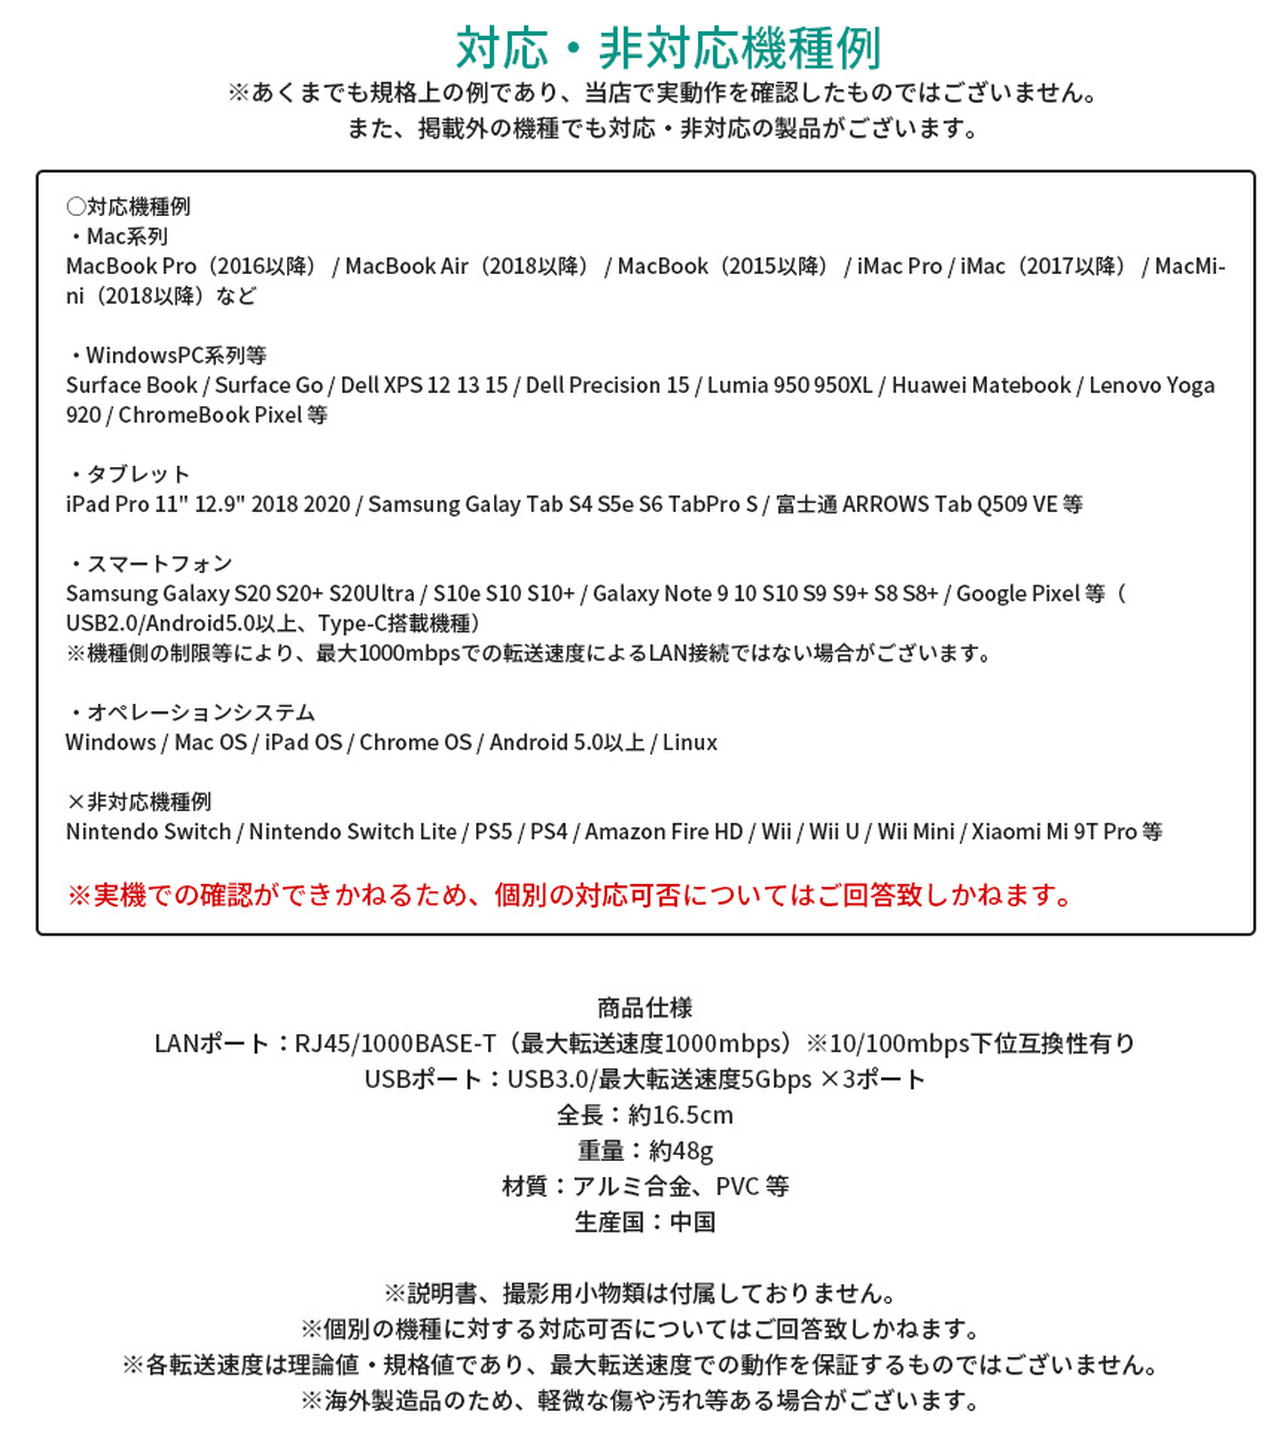 対応・非対応機種例
※あくまでも規格上の例であり、当店で実動作を確認したものではございません。
また、掲載外の機種でも対応・非対応の製品がございます。
○対応機種例
・Mac系列
MacBook Pro（2016以降） / MacBook Air（2018以降） / MacBook（2015以降） / iMac Pro / iMac（2017以降） / MacMi-
ni（2018以降）など
・WindowsPC系列等
Surface Book / Surface Go / Dell XPS 12 13 15 / Dell Precision 15 / Lumia 950 950XL / Huawei Matebook / Lenovo Yoga
920 / ChromeBook Pixel 等
・タブレット
iPad Pro 11" 12.9" 2018 2020 / Samsung Galay Tab S4 S5e S6 TabPro S / 富士通 ARROWS Tab Q509 VE 等
・スマートフォン
Samsung Galaxy S20 S20+ S20Ultra / S10e S10 S10+ / Galaxy Note 9 10 S10 S9 S9+ S8 S8+ / Google Pixel 等（
USB2.0/Android5.0以上、Type-C搭載機種）
※機種側の制限等により、最大1000mbpsでの転送速度によるLAN接続ではない場合がございます。
・オペレーションシステム
Windows / Mac OS / iPad OS / Chrome OS / Android 5.0以上 / Linux
×非対応機種例
Nintendo Switch / Nintendo Switch Lite / PS5 / PS4 / Amazon Fire HD / Wii / Wii U / Wii Mini / Xiaomi Mi 9T Pro 等
※実機での確認ができかねるため、個別の対応可否についてはご回答致しかねます。
商品仕様
LANポート：RJ45/1000BASE-T（最大転送速度1000mbps）※10/100mbps下位互換性有り
USBポート：USB3.0/最大転送速度5Gbps ×3ポート
全長：約16.5cm
重量：約48g
材質：アルミ合金、PVC 等
生産国：中国
※説明書、撮影用小物類は付属しておりません。
※個別の機種に対する対応可否についてはご回答致しかねます。
※各転送速度は理論値・規格値であり、最大転送速度での動作を保証するものではございません。
※海外製造品のため、軽微な傷や汚れ等ある場合がございます。